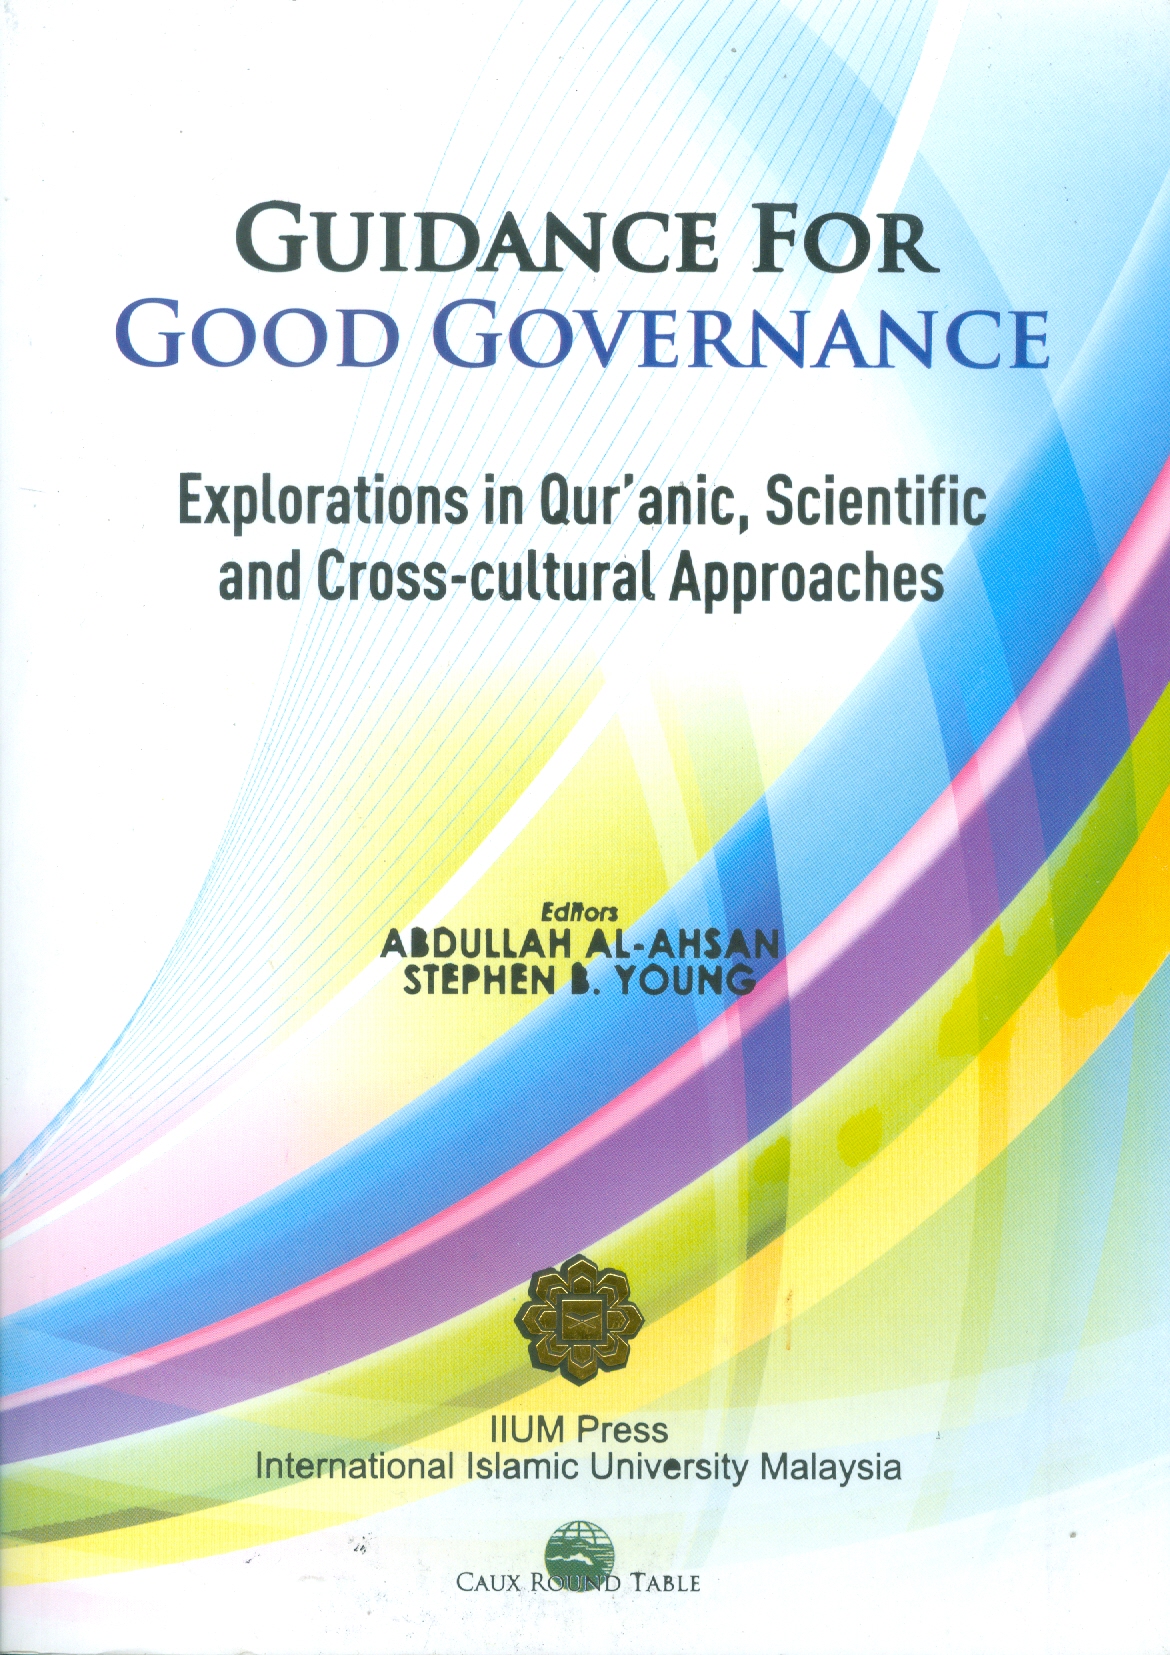 GUIDANCE FOR
GOOD GOVERNANCE
Explorations in Qur'anic, Scientific
and Cross-cultural Approaches
Editors
ABDULLAH AL-AHSAN
STEPHEN B. YOUNG
IIUM Press
International Islamic University Malaysia
CAUX ROUND TABLE